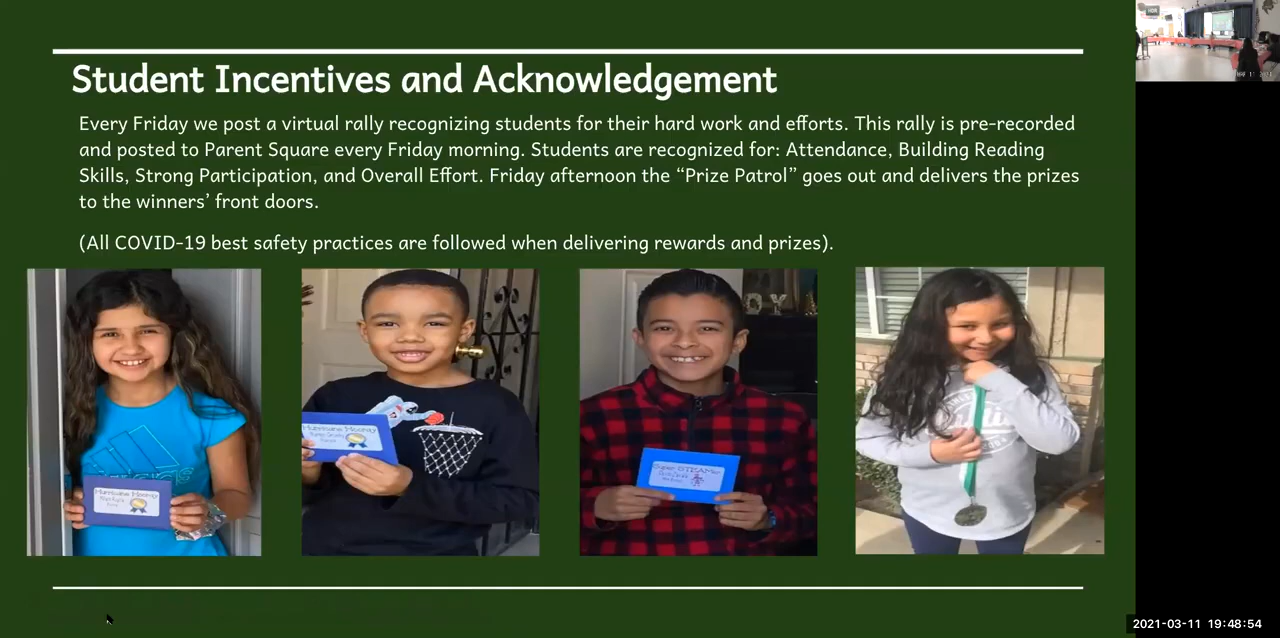 Student Incentives and Acknowledgement
Every Friday we post a virtual rally recognizing students for their hard work and efforts. This rally is pre-recorded
and posted to Parent Square every Friday morning. Students are recognized for: Attendance, Building Reading
Skills, Strong Participation, and Overall Effort. Friday afternoon the “Prize Patrol” goes out and delivers the prizes
to the winners’ front doors.
(All COVID-19 best safety practices are followed when delivering rewards and prizes).
Hurricane Hooray
Hurricane Hooray
2021-03-11 19:48:54